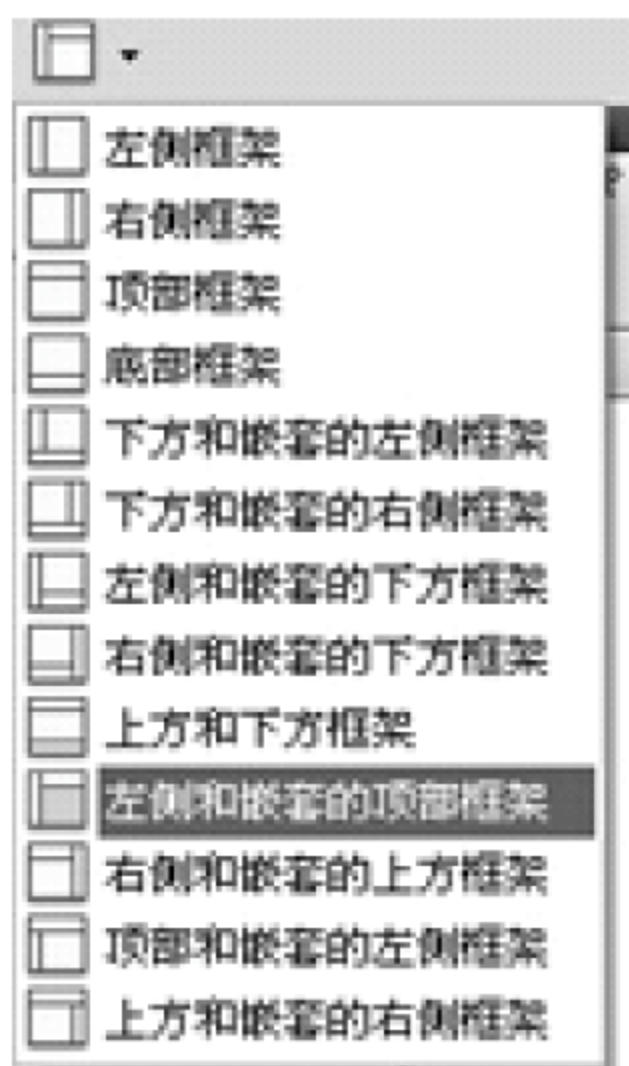 左侧框架
右侧框架
顶部框架
底部框架
下方和嵌套的左侧框架
下方和嵌套的右侧框架
左侧和嵌套的下方框架
右侧和嵌套的下方框架
上方和下方框架
左侧和嵌套的顶部框架
右侧和嵌套的上方框架
顶部和嵌套的左侧框架
上方和嵌套的右侧框架